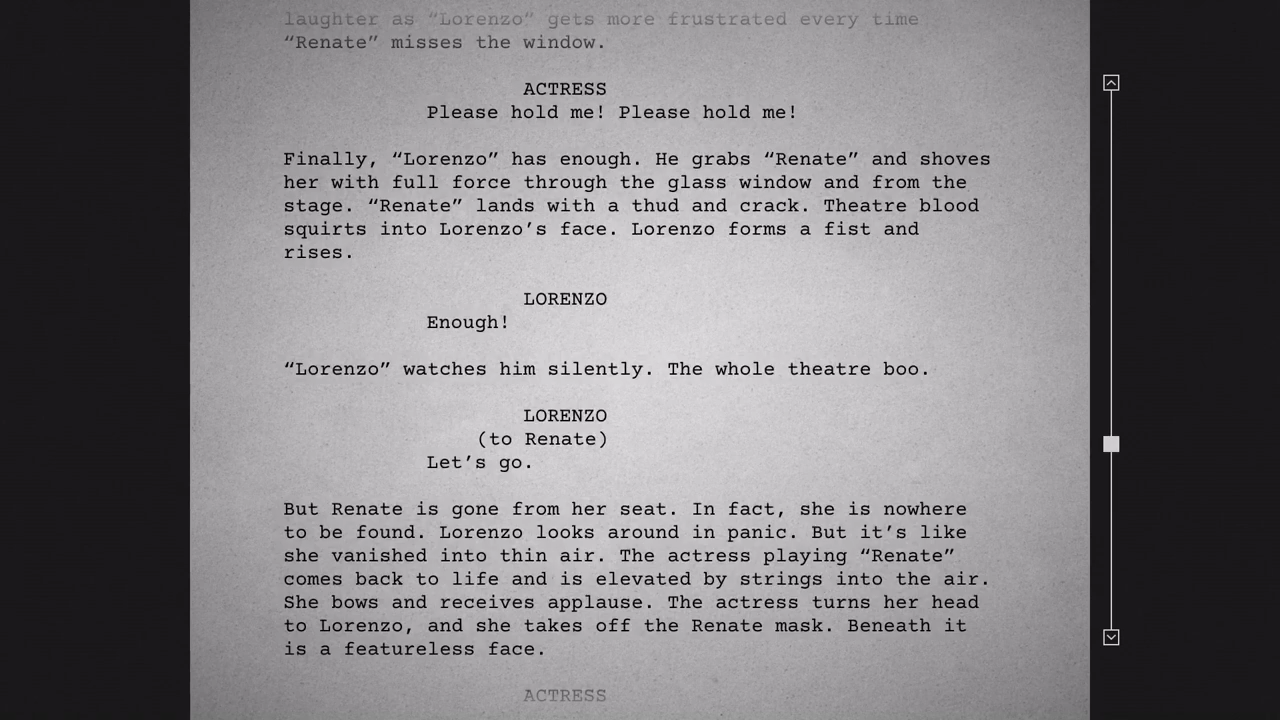 laughter as “Lorenzo” gets more frustrated every time
“Renate” misses the window.
ACTRESS
Please hold me! Please hold me!
Finally, “Lorenzo” has enough. He grabs “Renate” and shoves
her with full force through the glass window and from the
stage. “Renate” lands with a thud and crack. Theatre blood
squirts into Lorenzo’s face. Lorenzo forms a fist and
rises.
LORENZO
Enough!
“Lorenzo” watches him silently. The whole theatre boo.
LORENZO
(to Renate)
Let’s go.
But Renate is gone from her seat. In fact, she is nowhere
to be found. Lorenzo looks around in panic. But it’s like
she vanished into thin air. The actress playing “Renate”
comes back to life and is elevated by strings into the air.
She bows and receives applause. The actress turns her head
to Lorenzo, and she takes off the Renate mask. Beneath it
is a featureless face.
ACTRESS